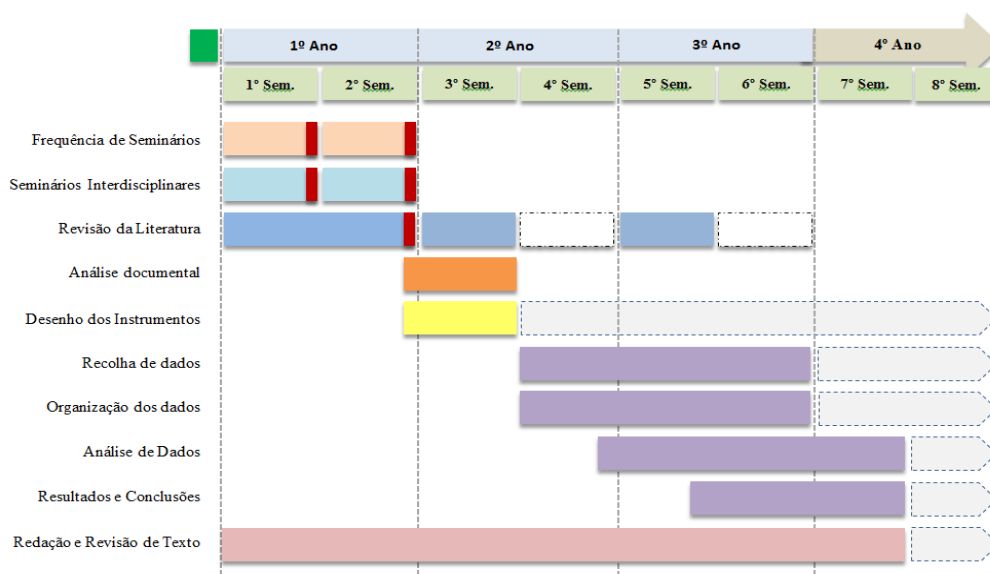 1º Ano 2º Ano 3º Ano 4° Ano
1° Sem. 2° Sem. 3° Sem. 4° Sem. 5° Sem. 6° Sem. 7° Sem. 8° Sem.
Frequência de Seminários
Seminários Interdisciplinares
Revisão da Literatura
Análise documental
Desenho dos Instrumentos
Recolha de dados
Organização dos dados
Análise de Dados
Resultados e Conclusões
Redação e Revisão de Texto